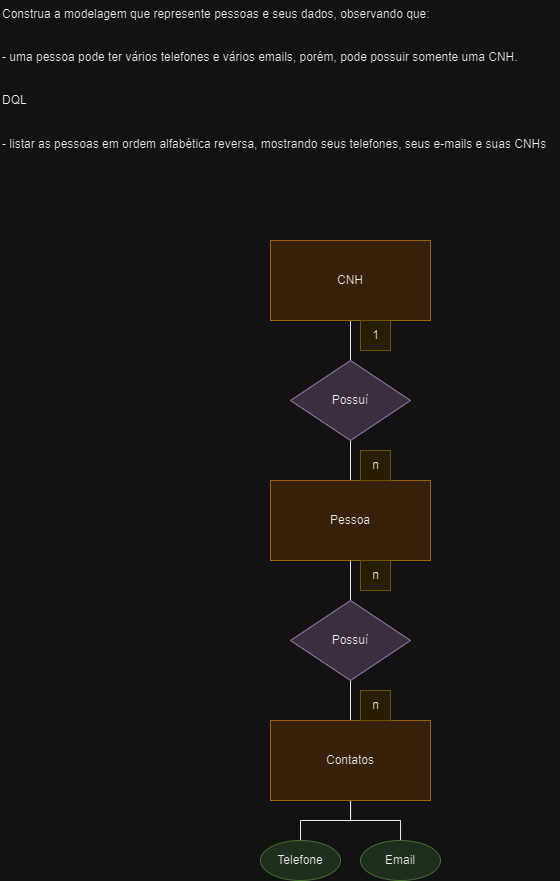 Construa a modelagem que represente pessoas e seus dados, observando que:
- uma pessoa pode ter vários telefones e vários emails, porém, pode possuir somente uma CNH.
DQL
- listar as pessoas em ordem alfabética reversa, mostrando seus telefones, seus e-mails e suas CNHs
CNH
1
Possuí
n
Pessoa
n
Possuí
n
Contatos
Telefone
Email